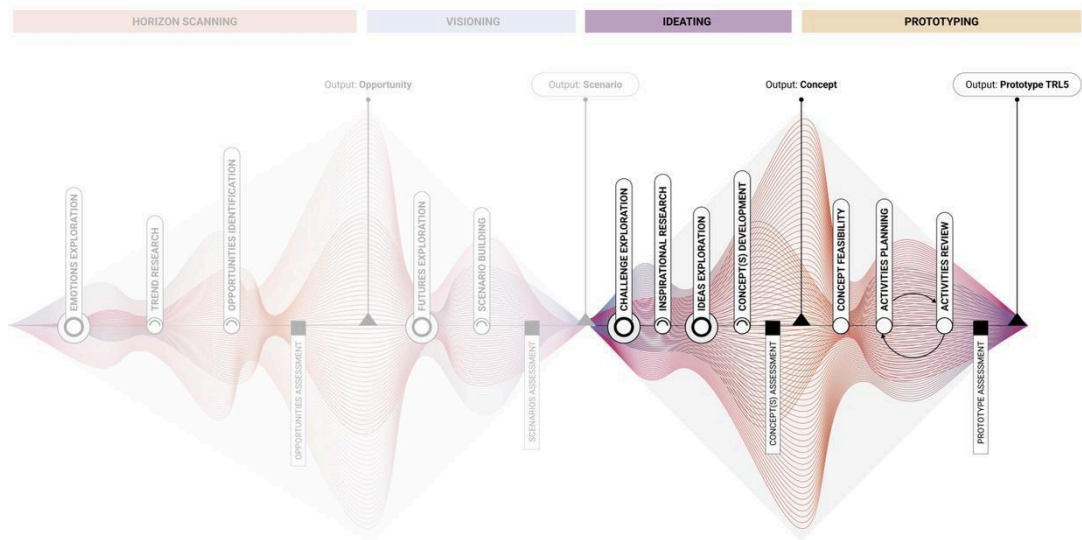 HORIZON SCANNING
VISIONING
IDEATING
PROTOTYPING
Output: Opportunity
Output: Scenario
Output: Concept
Output: Prototype TRL5
EMOTIONS EXPLORATION
TREND RESEARCH
OPPORTUNITIES IDENTIFICATION
OPPORTUNITIES ASSESSMENT
FUTURES EXPLORATION
SCENARIO BUILDING
SCENARIOS ASSESSMENT
CHALLENGE EXPLORATION
INSPIRATIONAL RESEARCH
IDEAS EXPLORATION
CONCEPT(S) DEVELOPMENT
CONCEPT(S) ASSESSMENT
CONCEPT FEASIBILITY
ACTIVITIES PLANNING
ACTIVITIES REVIEW
PROTOTYPE ASSESSMENT